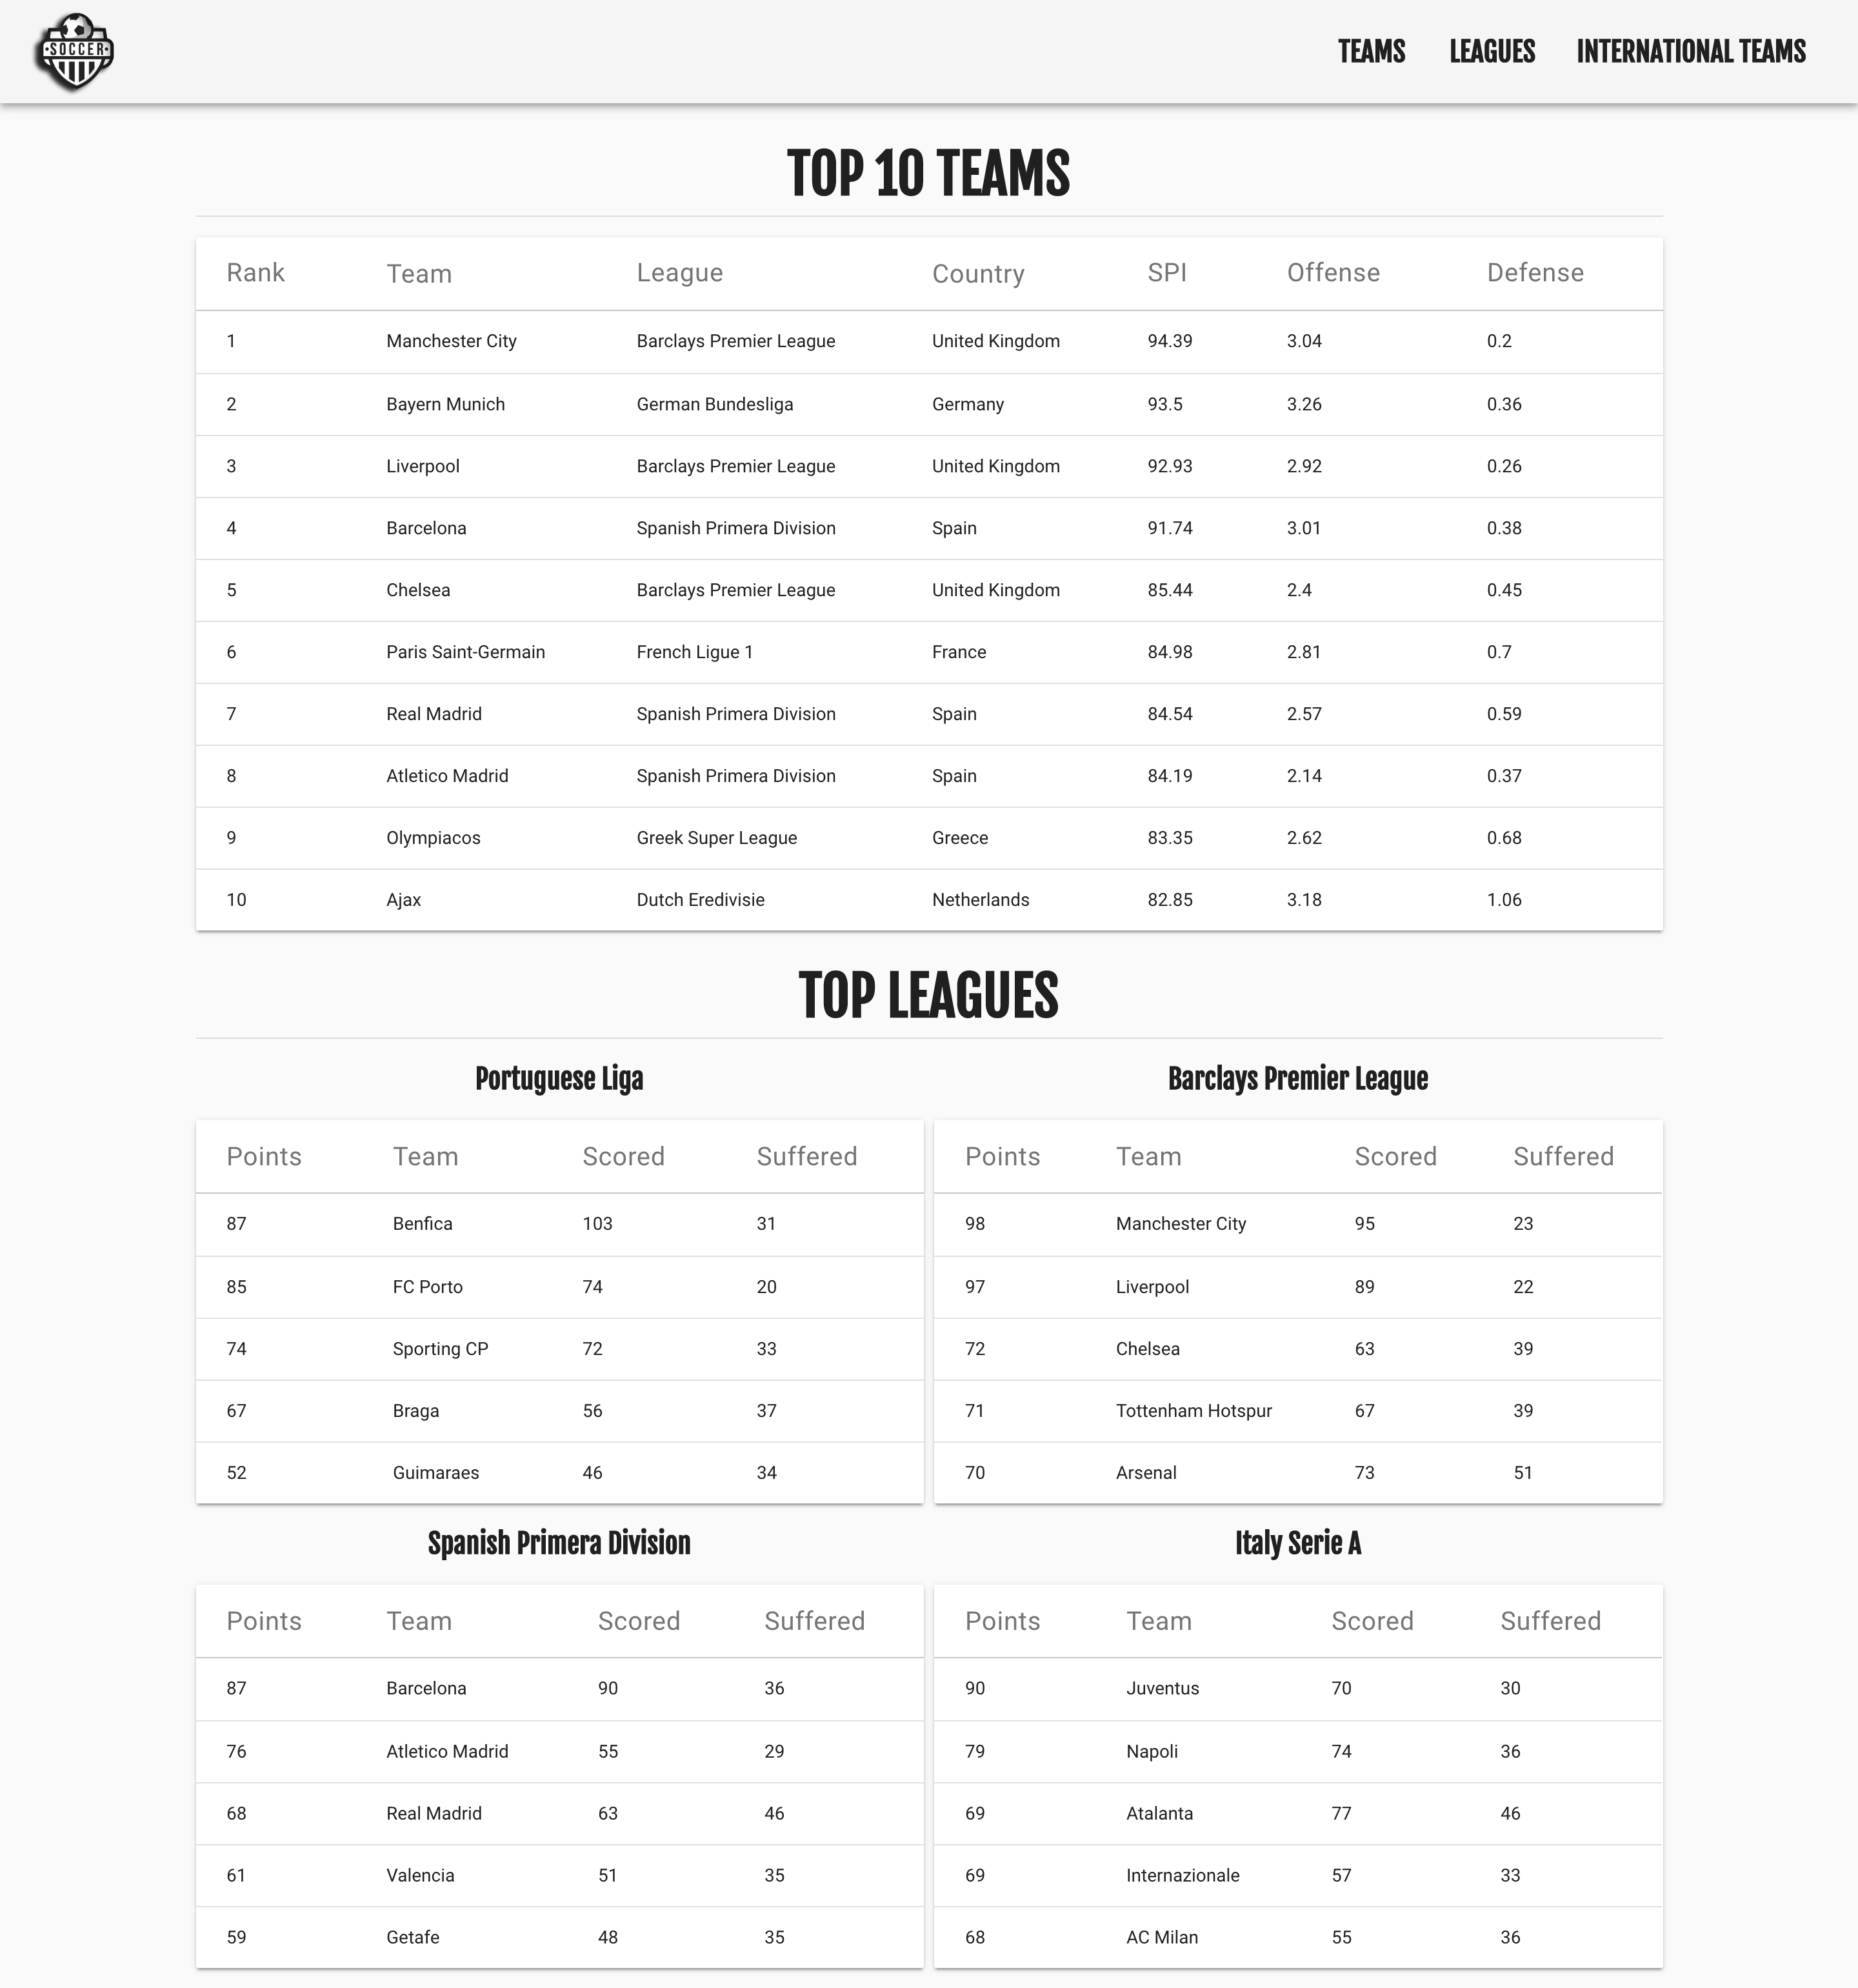 SOCCER
TEAMS LEAGUES INTERNATIONAL TEAMS
TOP 10 TEAMS
Rank Team League Country SPI Offense Defense
1 Manchester City Barclays Premier League United Kingdom 94.39 3.04 0.2
2 Bayern Munich German Bundesliga Germany 93.5 3.26 0.36
3 Liverpool Barclays Premier League United Kingdom 92.93 2.92 0.26
4 Barcelona Spanish Primera Division Spain 91.74 3.01 0.38
5 Chelsea Barclays Premier League United Kingdom 85.44 2.4 0.45
6 Paris Saint-Germain French Ligue 1 France 84.98 2.81 0.7
7 Real Madrid Spanish Primera Division Spain 84.54 2.57 0.59
8 Atletico Madrid Spanish Primera Division Spain 84.19 2.14 0.37
9 Olympiacos Greek Super League Greece 83.35 2.62 0.68
10 Ajax Dutch Eredivisie Netherlands 82.85 3.18 1.06
TOP LEAGUES
Portuguese Liga
Points Team Scored Suffered
87 Benfica 103 31
85 FC Porto 74 20
74 Sporting CP 72 33
67 Braga 56 37
52 Guimaraes 46 34
Barclays Premier League
Points Team Scored Suffered
98 Manchester City 95 23
97 Liverpool 89 22
72 Chelsea 63 39
71 Tottenham Hotspur 67 39
70 Arsenal 73 51
Spanish Primera Division
Points Team Scored Suffered
87 Barcelona 90 36
76 Atletico Madrid 55 29
68 Real Madrid 63 46
61 Valencia 51 35
59 Getafe 48 35
Italy Serie A
Points Team Scored Suffered
90 Juventus 70 30
79 Napoli 74 36
69 Atalanta 77 46
69 Internazionale 57 33
68 AC Milan 55 36